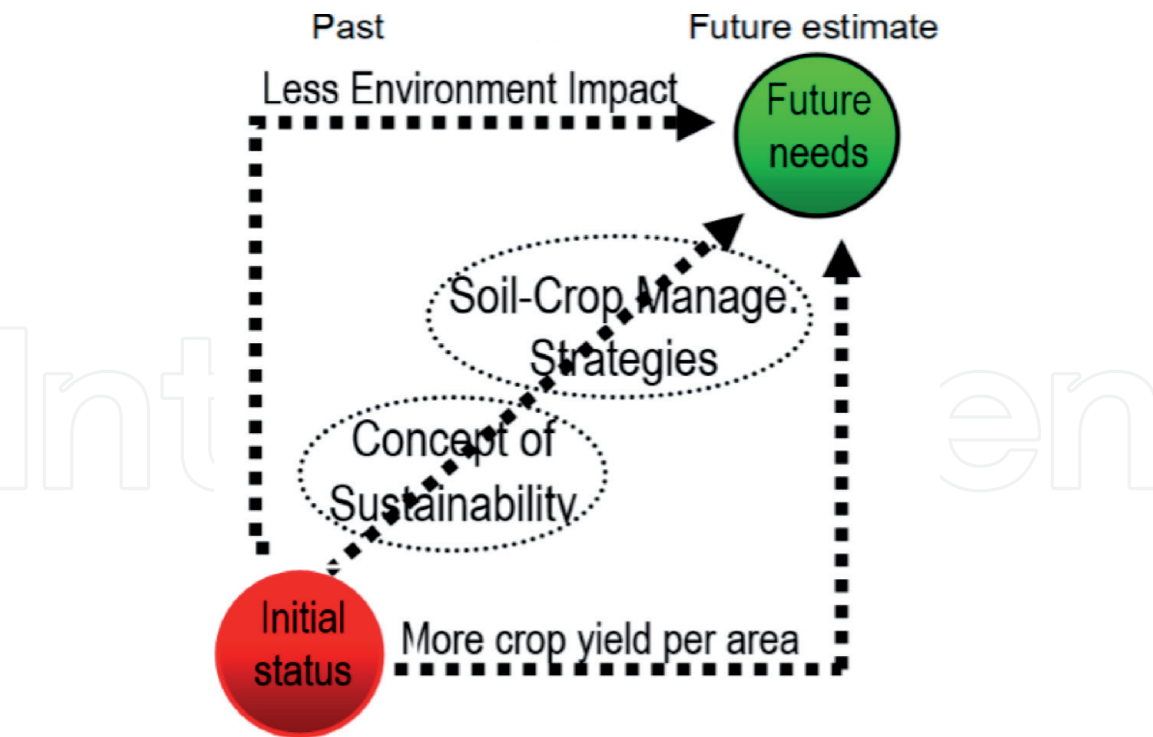 Past
Future estimate
Less Environment Impact
Future
needs
Soil-Crop Manage.
Strategies
Concept of
Sustainability
Initial
status
More crop yield per area